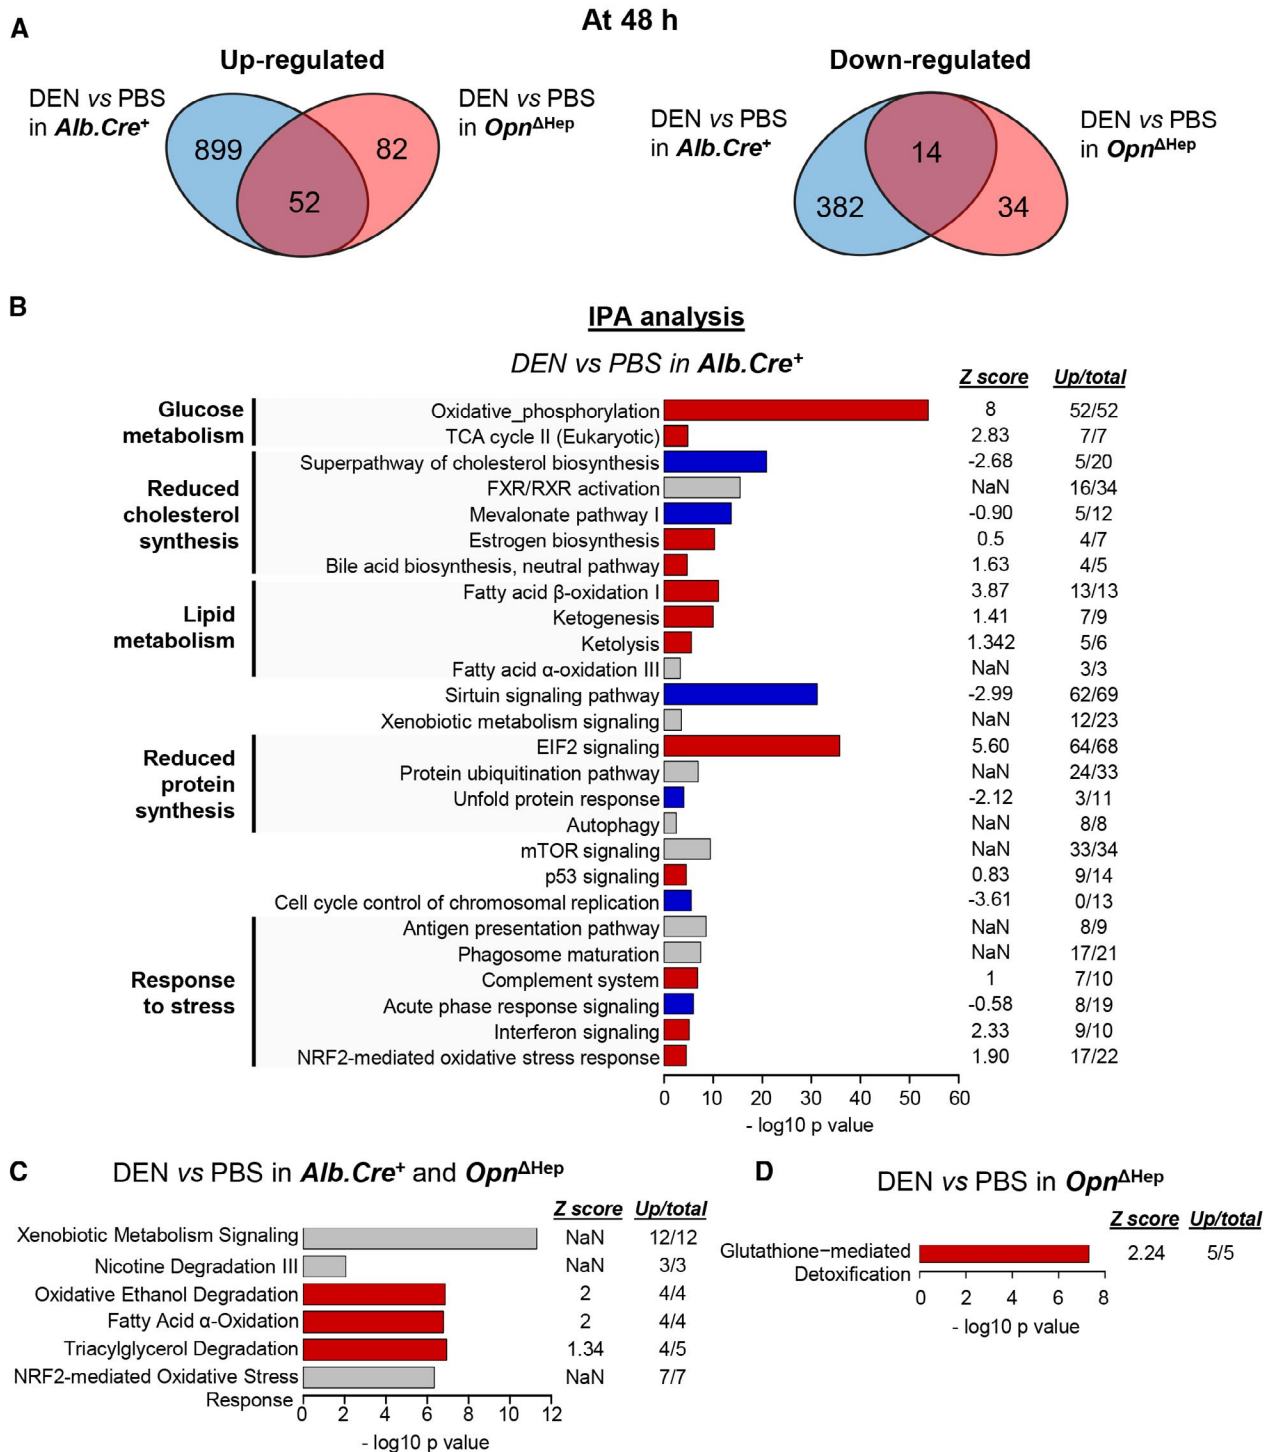 A
At 48 h
Up-regulated
Down-regulated
DEN vs PBS
in Alb.Cre+
899
52
82
DEN vs PBS
in OpnΔHep
DEN vs PBS
in Alb.Cre+
382
14
34
DEN vs PBS
in OpnΔHep
B
IPA analysis
DEN vs PBS in Alb.Cre+
Z score Up/total
Glucose
metabolism
Oxidative_phosphorylation 8 52/52
TCA cycle II (Eukaryotic) 2.83 7/7
Reduced
cholesterol
synthesis
Superpathway of cholesterol biosynthesis -2.68 5/20
FXR/RXR activation NaN 16/34
Mevalonate pathway I -0.90 5/12
Estrogen biosynthesis 0.5 4/7
Bile acid biosynthesis, neutral pathway 1.63 4/5
Lipid
metabolism
Fatty acid β-oxidation I 3.87 13/13
Ketogenesis 1.41 7/9
Ketolysis 1.342 5/6
Fatty acid α-oxidation III NaN 3/3
Sirtuin signaling pathway -2.99 62/69
Xenobiotic metabolism signaling NaN 12/23
Reduced
protein
synthesis
EIF2 signaling 5.60 64/68
Protein ubiquitination pathway NaN 24/33
Unfold protein response -2.12 3/11
Autophagy NaN 8/8
mTOR signaling NaN 33/34
p53 signaling 0.83 9/14
Cell cycle control of chromosomal replication -3.61 0/13
Response
to stress
Antigen presentation pathway NaN 8/9
Phagosome maturation NaN 17/21
Complement system 1 7/10
Acute phase response signaling -0.58 8/19
Interferon signaling 2.33 9/10
NRF2-mediated oxidative stress response 1.90 17/22
0 10 20 30 40 50 60
- log10 p value
C
DEN vs PBS in Alb.Cre+ and OpnΔHep
Z score Up/total
Xenobiotic Metabolism Signaling NaN 12/12
Nicotine Degradation III NaN 3/3
Oxidative Ethanol Degradation 2 4/4
Fatty Acid α-Oxidation 2 4/4
Triacylglycerol Degradation 1.34 4/5
NRF2-mediated Oxidative Stress NaN 7/7
Response
0 2 4 6 8 10 12
- log10 p value
D
DEN vs PBS in OpnΔHep
Z score Up/total
Glutathione−mediated 2.24 5/5
Detoxification
0 2 4 6 8
- log10 p value